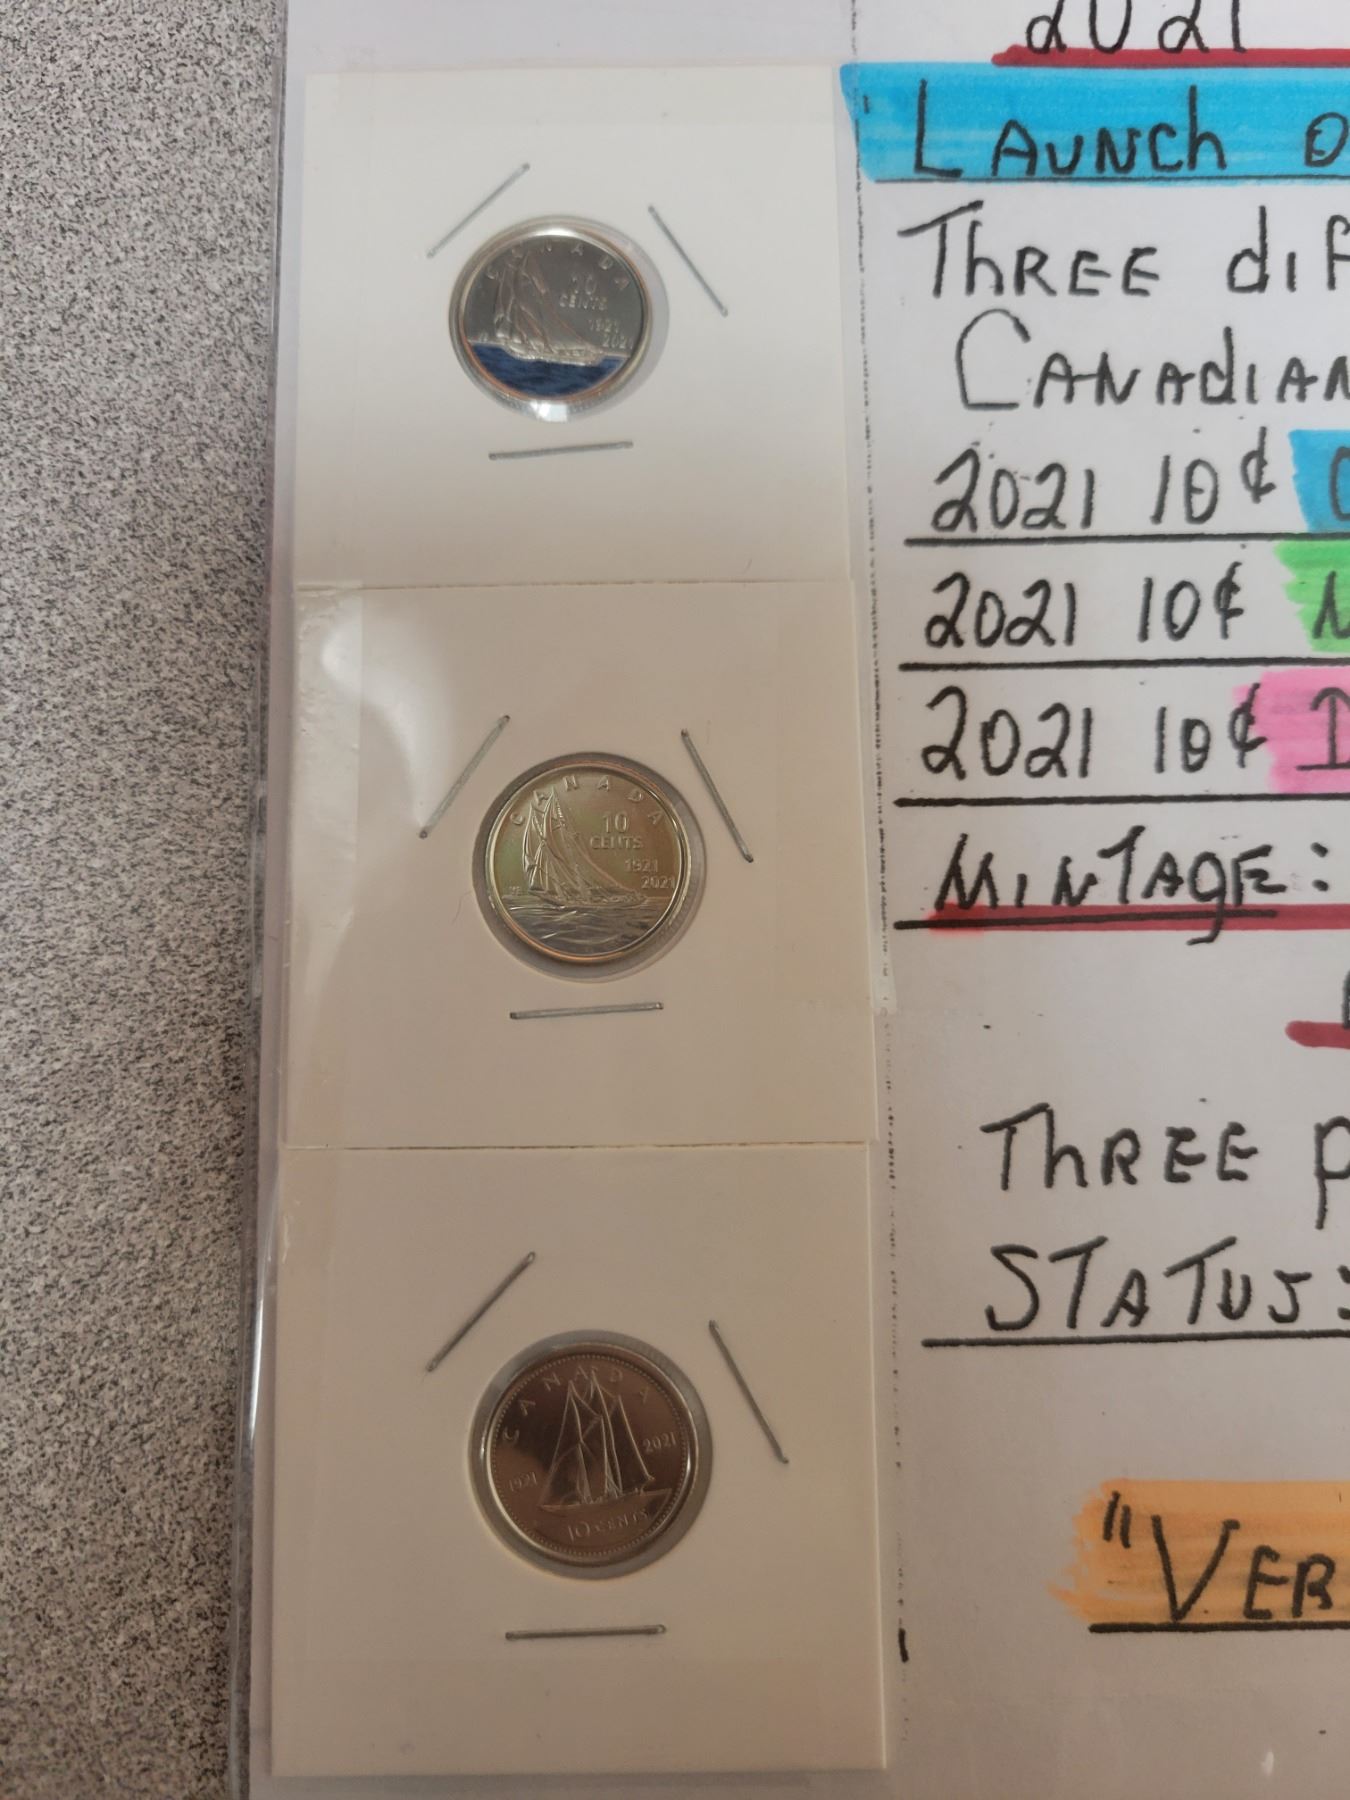 2021
LAUNCh O
ThREE dif
CANAdIAN
2021 10¢
2021 10¢ N
2021 10¢ I
MINTAGE:
ThREE P
STATUS:
"VER
CANADA
10
CENTS
1921
2021
CANADA
10
CENTS
1921
2021
CANADA
1921
2021
10 CENTS